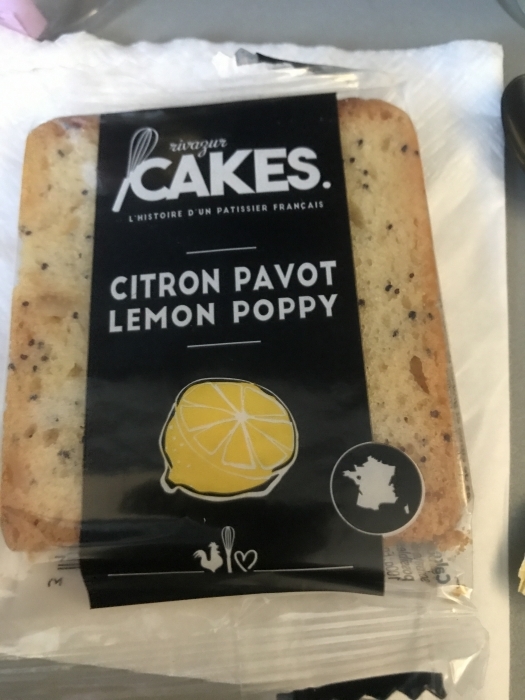 rivazur
CAKES.
L'HISTOIRE D'UN PATISSIER FRANÇAIS
CITRON PAVOT
LEMON POPPY